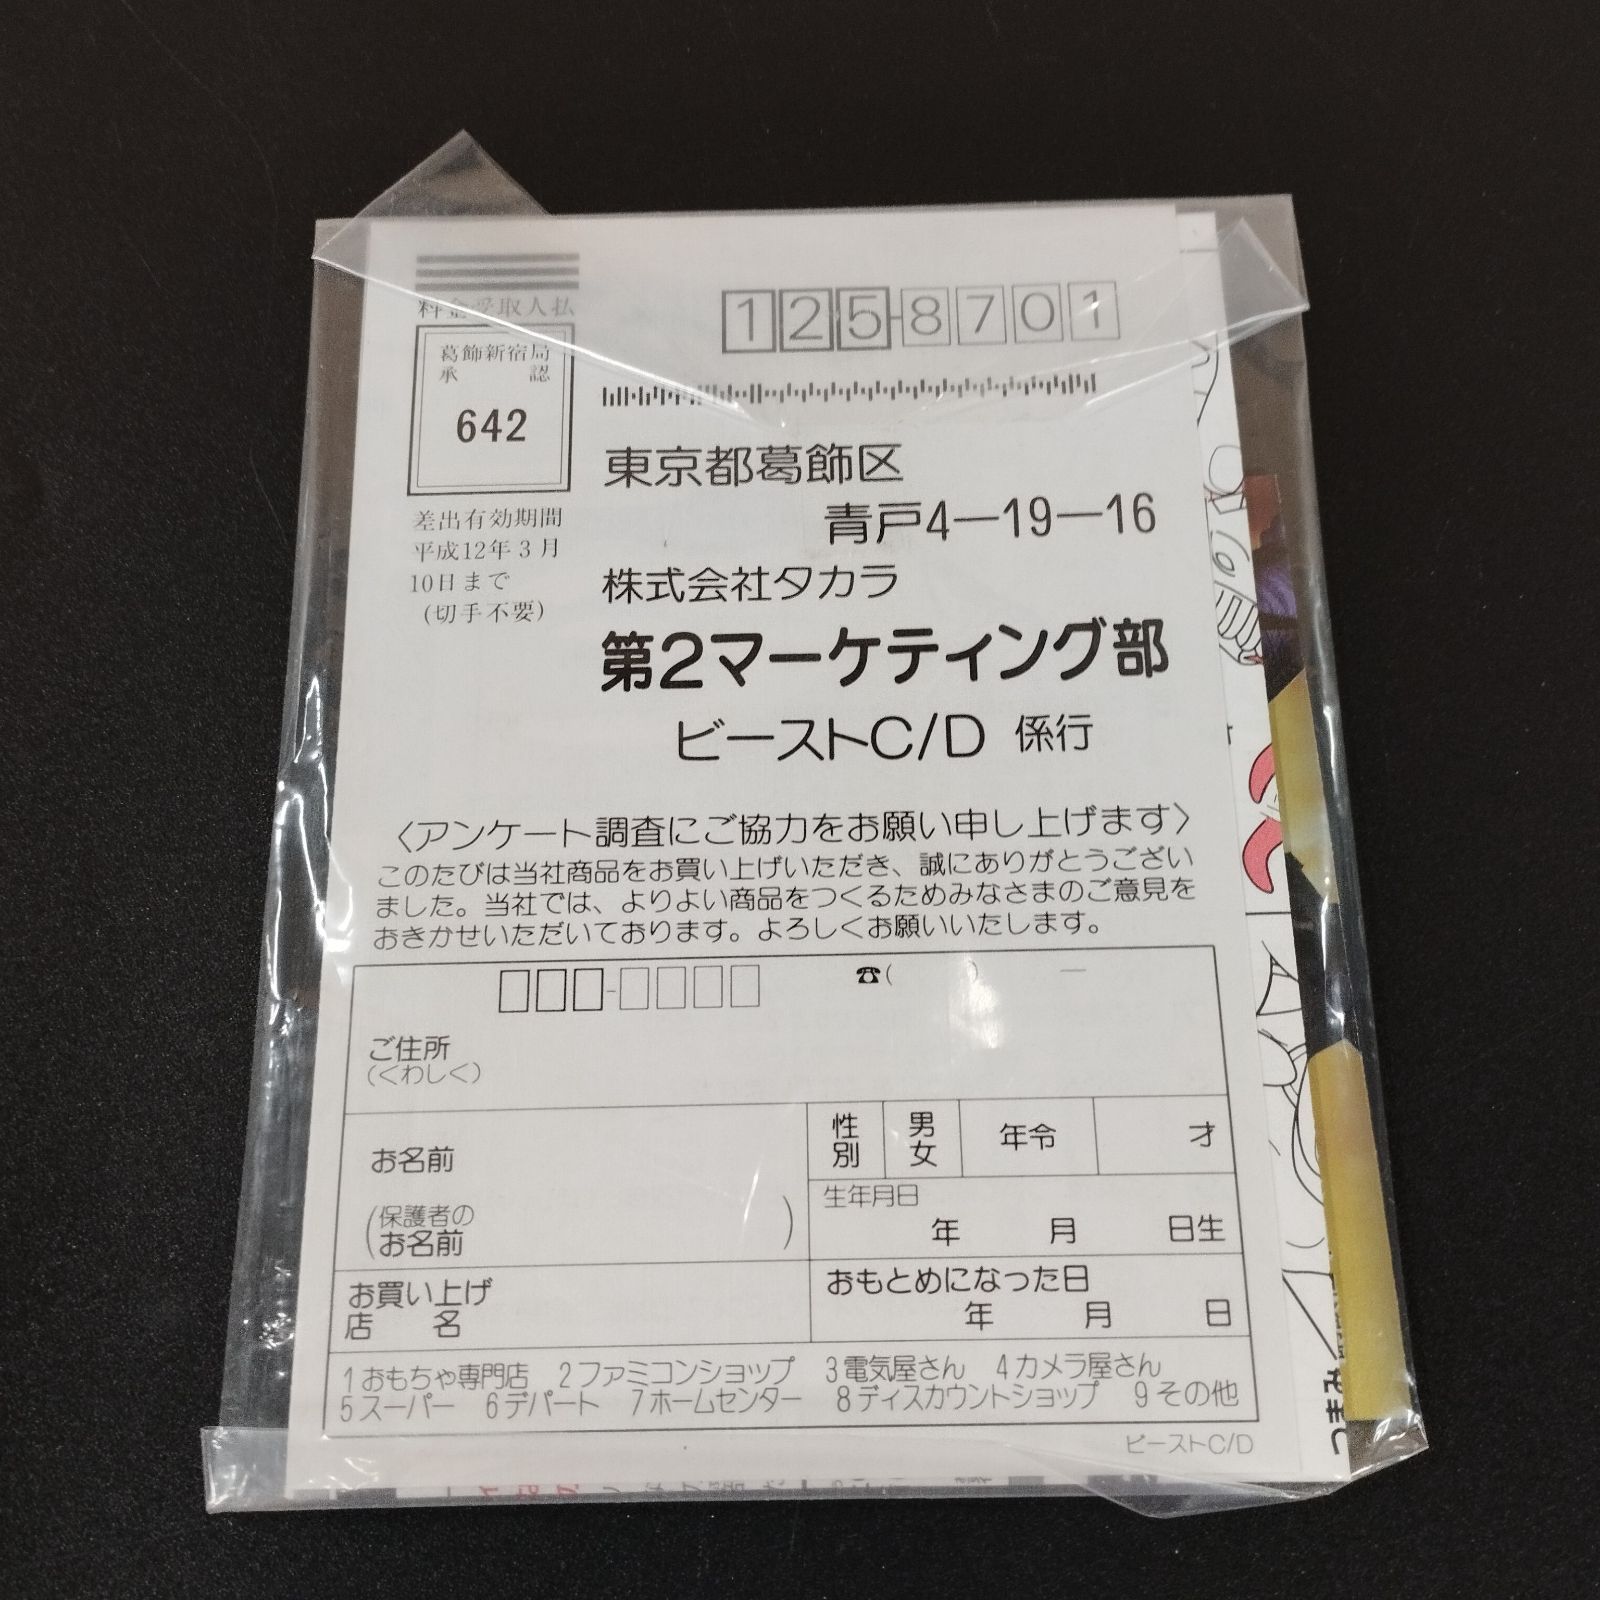 料金受取人払
葛飾新宿局
承認
642
差出有効期間
平成12年3月
10日まで
(切手不要)
125-8701
東京都葛飾区
青戸4-19-16
株式会社タカラ
第2マーケティング部
ビーストC/D 係行
〈アンケート調査にご協力をお願い申し上げます〉
このたびは当社商品をお買い上げいただき、誠にありがとうござい
ました。当社では、よりよい商品をつくるためみなさまのご意見を
おきかせいただいております。よろしくお願いいたします。
☎( ) ー
ご住所
(くわしく)
お名前
(保護者の
お名前 )
性別 男女 年令 才
生年月日
年 月 日生
お買い上げ
店名
おもとめになった日
年 月 日
1おもちゃ専門店 2ファミコンショップ 3電気屋さん 4カメラ屋さん
5スーパー 6デパート 7ホームセンター 8ディスカウントショップ 9その他
ビーストC/D